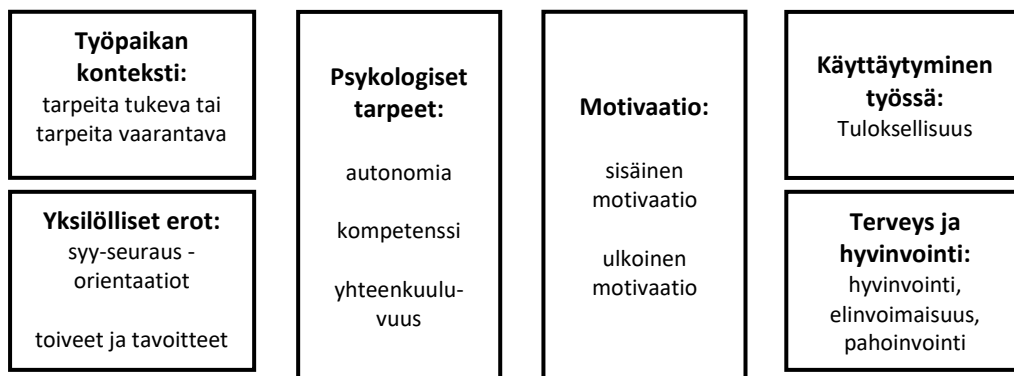 Työpaikan
konteksti:
tarpeita tukeva tai
tarpeita vaarantava
Yksilölliset erot:
syy-seuraus -
orientaatiot
toiveet ja tavoitteet
Psykologiset
tarpeet:
autonomia
kompetenssi
yhteenkuulu-
vuus
Motivaatio:
sisäinen
motivaatio
ulkoinen
motivaatio
Käyttäytyminen
työssä:
Tuloksellisuus
Terveys ja
hyvinvointi:
hyvinvointi,
elinvoimaisuus,
pahoinvointi